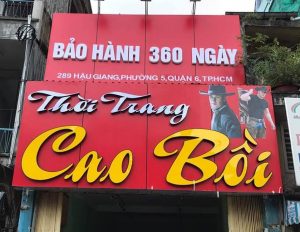 BẢO HÀNH 360 NGÀY
289 HẬU GIANG, PHƯỜNG 5, QUẬN 6, TP.HCM
Thời Trang
Cao Bồi